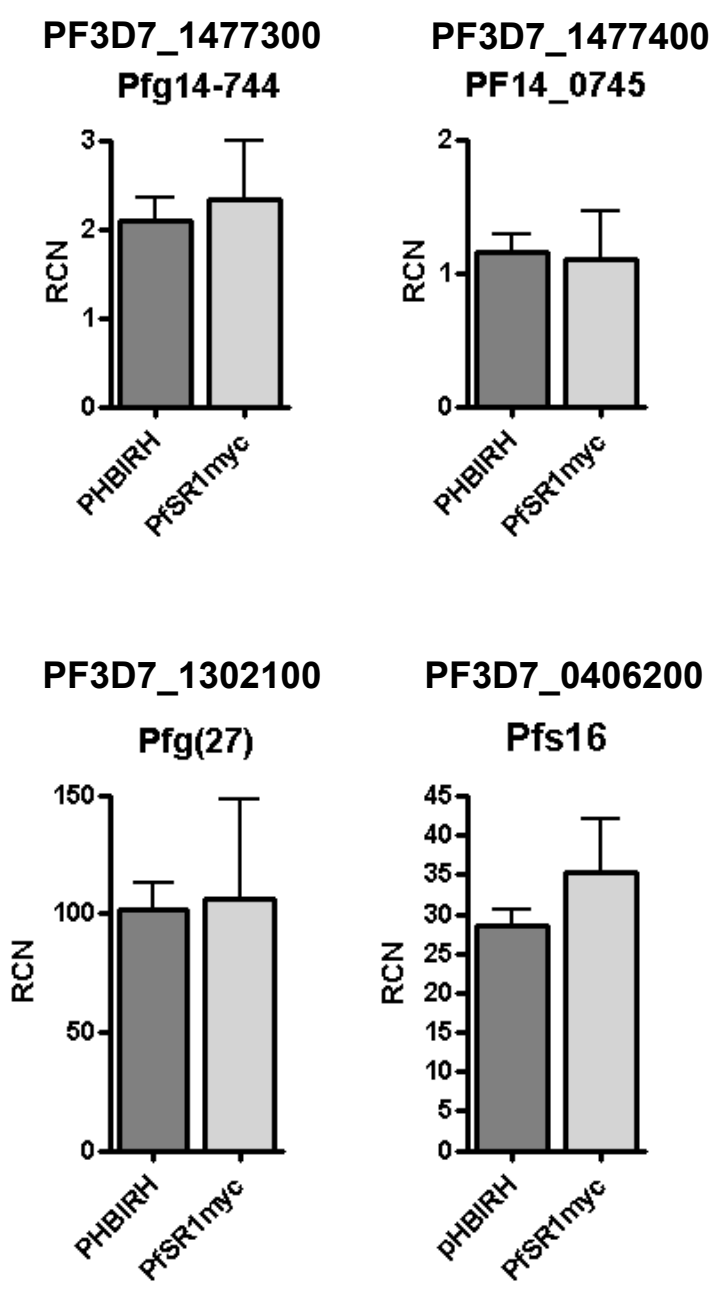 PF3D7_1477300
Pfg14-744
3
2
1
0
RCN
PHBIRH
PfSR1myc
PF3D7_1477400
PF14_0745
2
1
0
RCN
PHBIRH
PfSR1myc
PF3D7_1302100
Pfg(27)
150
100
50
0
RCN
PHBIRH
PfSR1myc
PF3D7_0406200
Pfs16
45
40
35
30
25
20
15
10
5
0
RCN
pHBIRH
PfSR1myc